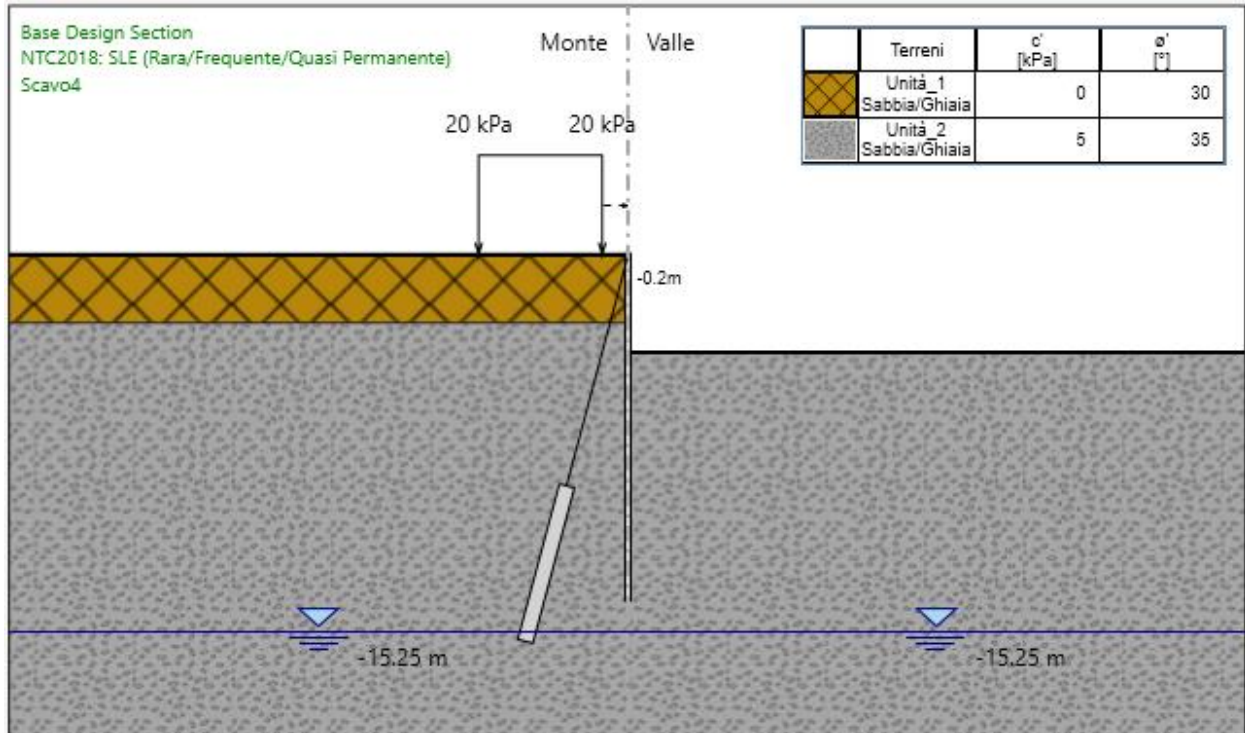 Base Design Section
NTC2018: SLE (Rara/Frequente/Quasi Permanente)
Scavo4
Monte
Valle
20 kPa
20 kPa
Terreni
c'
[kPa]
ø'
[°]
Unità_1
Sabbia/Ghiaia
0
30
Unità_2
Sabbia/Ghiaia
5
35
-0.2m
-15.25 m
-15.25 m